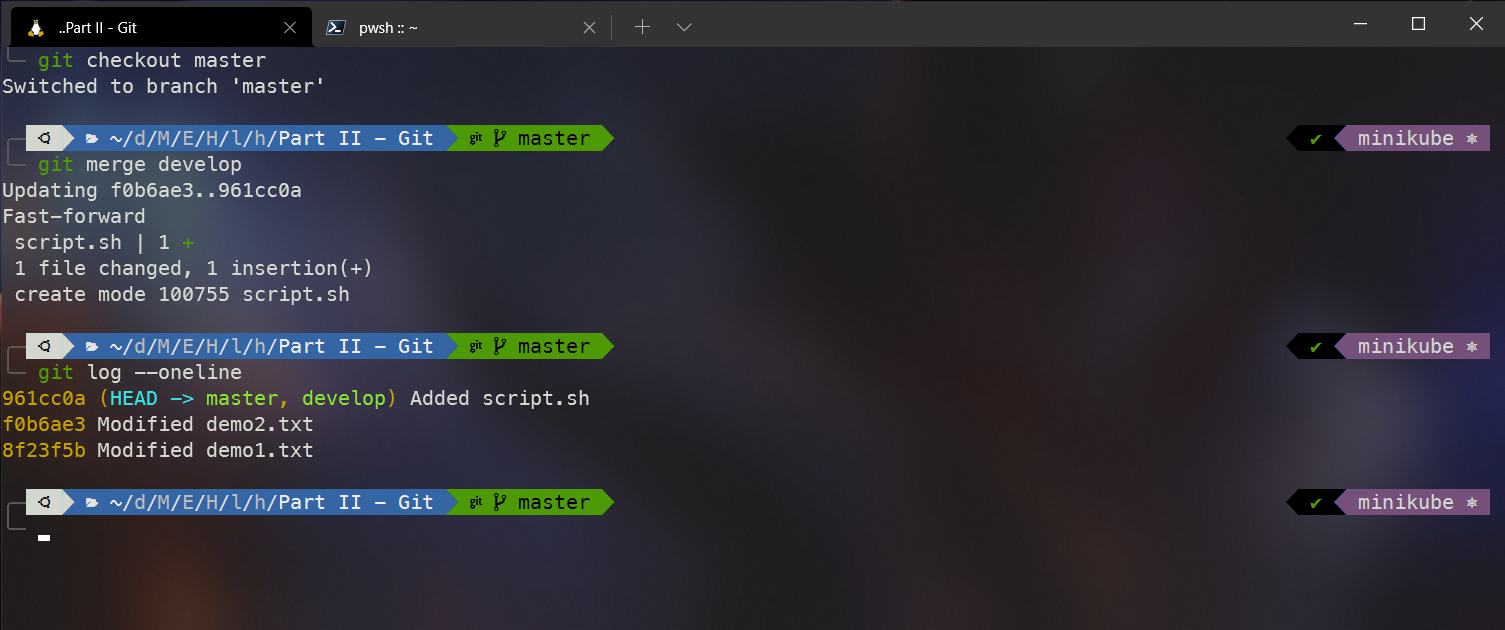 ..Part II - Git
pwsh :: ~
git checkout master
Switched to branch 'master'
~/d/M/E/H/l/h/Part II - Git git master ✔ minikube
git merge develop
Updating f0b6ae3..961cc0a
Fast-forward
script.sh | 1 +
1 file changed, 1 insertion(+)
create mode 100755 script.sh
~/d/M/E/H/l/h/Part II - Git git master ✔ minikube
git log --oneline
961cc0a (HEAD -> master, develop) Added script.sh
f0b6ae3 Modified demo2.txt
8f23f5b Modified demo1.txt
~/d/M/E/H/l/h/Part II - Git git master ✔ minikube